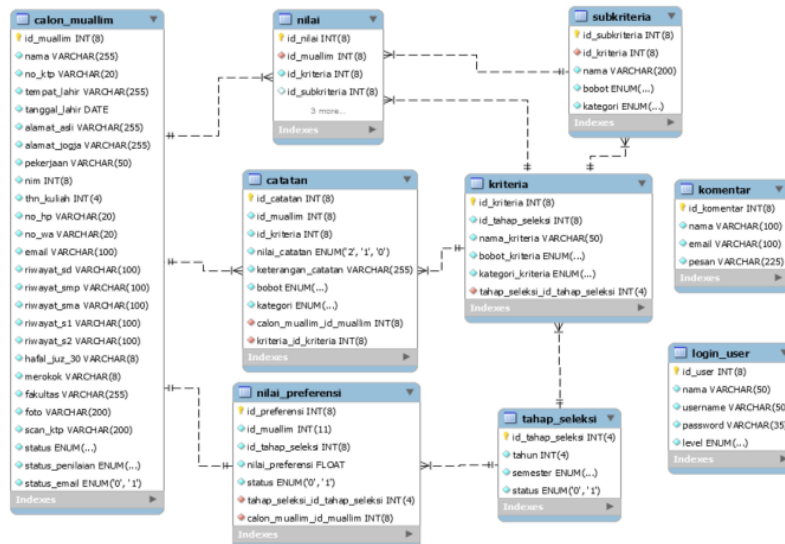 calon_muallim
id_muallim INT(8)
nama VARCHAR(255)
no_ktp VARCHAR(20)
tempat_lahir VARCHAR(255)
tanggal_lahir DATE
alamat_asli VARCHAR(255)
alamat_jogja VARCHAR(255)
pekerjaan VARCHAR(50)
nim INT(8)
thn_kuliah INT(4)
no_hp VARCHAR(20)
no_wa VARCHAR(20)
email VARCHAR(100)
riwayat_sd VARCHAR(100)
riwayat_smp VARCHAR(100)
riwayat_sma VARCHAR(100)
riwayat_s1 VARCHAR(100)
riwayat_s2 VARCHAR(100)
hafal_juz_30 VARCHAR(8)
merokok VARCHAR(8)
fakultas VARCHAR(255)
foto VARCHAR(200)
scan_ktp VARCHAR(200)
status ENUM(...)
status_penilaian ENUM(...)
status_email ENUM('0', '1')
Indexes
nilai
id_nilai INT(8)
id_muallim INT(8)
id_kriteria INT(8)
id_subkriteria INT(8)
3 more...
Indexes
subkriteria
id_subkriteria INT(8)
id_kriteria INT(8)
nama VARCHAR(200)
bobot ENUM(...)
kategori ENUM(...)
Indexes
catatan
id_catatan INT(8)
id_muallim INT(8)
id_kriteria INT(8)
nilai_catatan ENUM('2', '1', '0')
keterangan_catatan VARCHAR(255)
bobot ENUM(...)
kategori ENUM(...)
calon_muallim_id_muallim INT(8)
kriteria_id_kriteria INT(8)
Indexes
kriteria
id_kriteria INT(8)
id_tahap_seleksi INT(8)
nama_kriteria VARCHAR(50)
bobot_kriteria ENUM(...)
kategori_kriteria ENUM(...)
tahap_seleksi_id_tahap_seleksi INT(4)
Indexes
komentar
id_komentar INT(8)
nama VARCHAR(100)
email VARCHAR(100)
pesan VARCHAR(225)
Indexes
nilai_preferensi
id_preferensi INT(8)
id_muallim INT(11)
id_tahap_seleksi INT(8)
nilai_preferensi FLOAT
status ENUM('0', '1')
tahap_seleksi_id_tahap_seleksi INT(4)
calon_muallim_id_muallim INT(8)
Indexes
tahap_seleksi
id_tahap_seleksi INT(4)
tahun INT(4)
semester ENUM(...)
status ENUM('0', '1')
Indexes
login_user
id_user INT(8)
nama VARCHAR(50)
username VARCHAR(50
password VARCHAR(35)
level ENUM(...)
Indexes